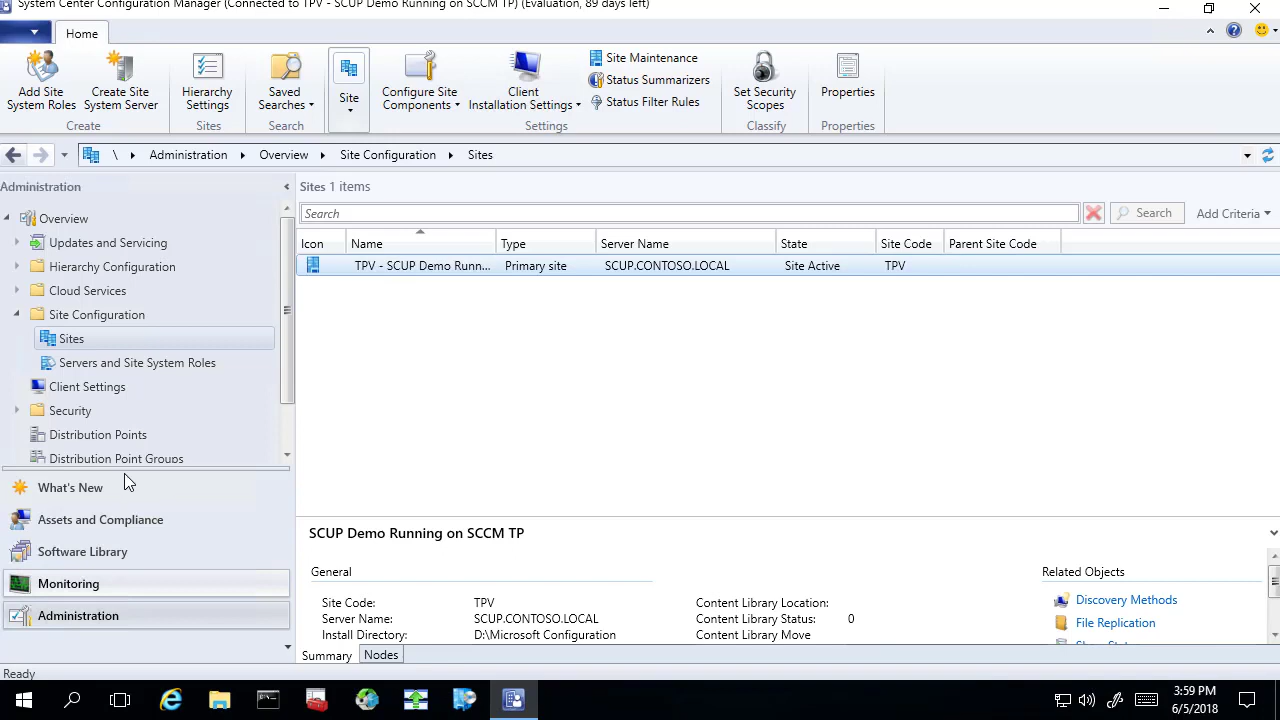 System Center Configuration Manager (Connected to TPV - SCUP Demo Running on SCCM TP) (Evaluation, 89 days left)
Home
Add Site
System Roles
Create Site
System Server
Hierarchy
Settings
Saved
Searches
Site
Configure Site
Components
Client
Installation Settings
Site Maintenance
Status Summarizers
Status Filter Rules
Set Security
Scopes
Properties
Create
Sites
Search
Settings
Classify
Properties
\ Administration Overview Site Configuration Sites
Administration
Overview
Updates and Servicing
Hierarchy Configuration
Cloud Services
Site Configuration
Sites
Servers and Site System Roles
Client Settings
Security
Distribution Points
Distribution Point Groups
What's New
Assets and Compliance
Software Library
Monitoring
Administration
Sites 1 items
Search
Search
Add Criteria
Icon Name Type Server Name State Site Code Parent Site Code
TPV - SCUP Demo Runn... Primary site SCUP.CONTOSO.LOCAL Site Active TPV
SCUP Demo Running on SCCM TP
General
Site Code: TPV
Server Name: SCUP.CONTOSO.LOCAL
Install Directory: D:\Microsoft Configuration
Content Library Location:
Content Library Status: 0
Content Library Move
Related Objects
Discovery Methods
File Replication
Summary Nodes
Ready
3:59 PM
6/5/2018